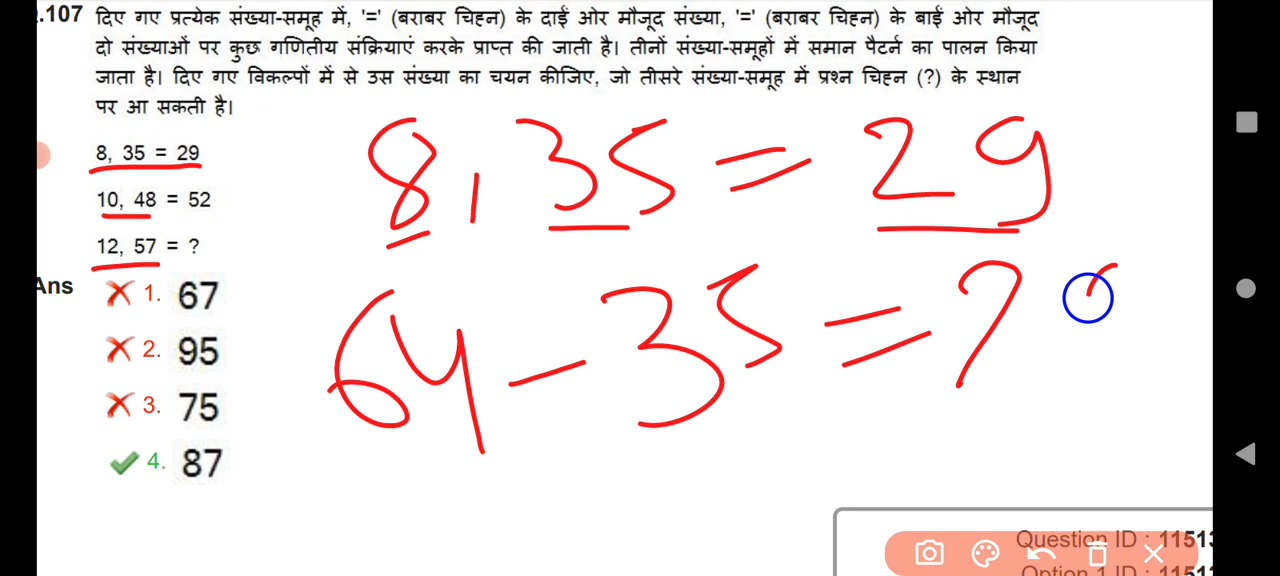 .107 दिए गए प्रत्येक संख्या-समूह में, '=' (बराबर चिह्न) के दाईं ओर मौजूद संख्या, '=' (बराबर चिह्न) के बाईं ओर मौजूद
दो संख्याओं पर कुछ गणितीय संक्रियाएं करके प्राप्त की जाती है। तीनों संख्या-समूहों में समान पैटर्न का पालन किया
जाता है। दिए गए विकल्पों में से उस संख्या का चयन कीजिए, जो तीसरे संख्या-समूह में प्रश्न चिह्न (?) के स्थान
पर आ सकती है।
8, 35 = 29
10, 48 = 52
12, 57 = ?
8, 35 = 29
64 - 35 = ?
Ans
1. 67
2. 95
3. 75
4. 87
Question ID : 11513
Option 1 ID : 1151